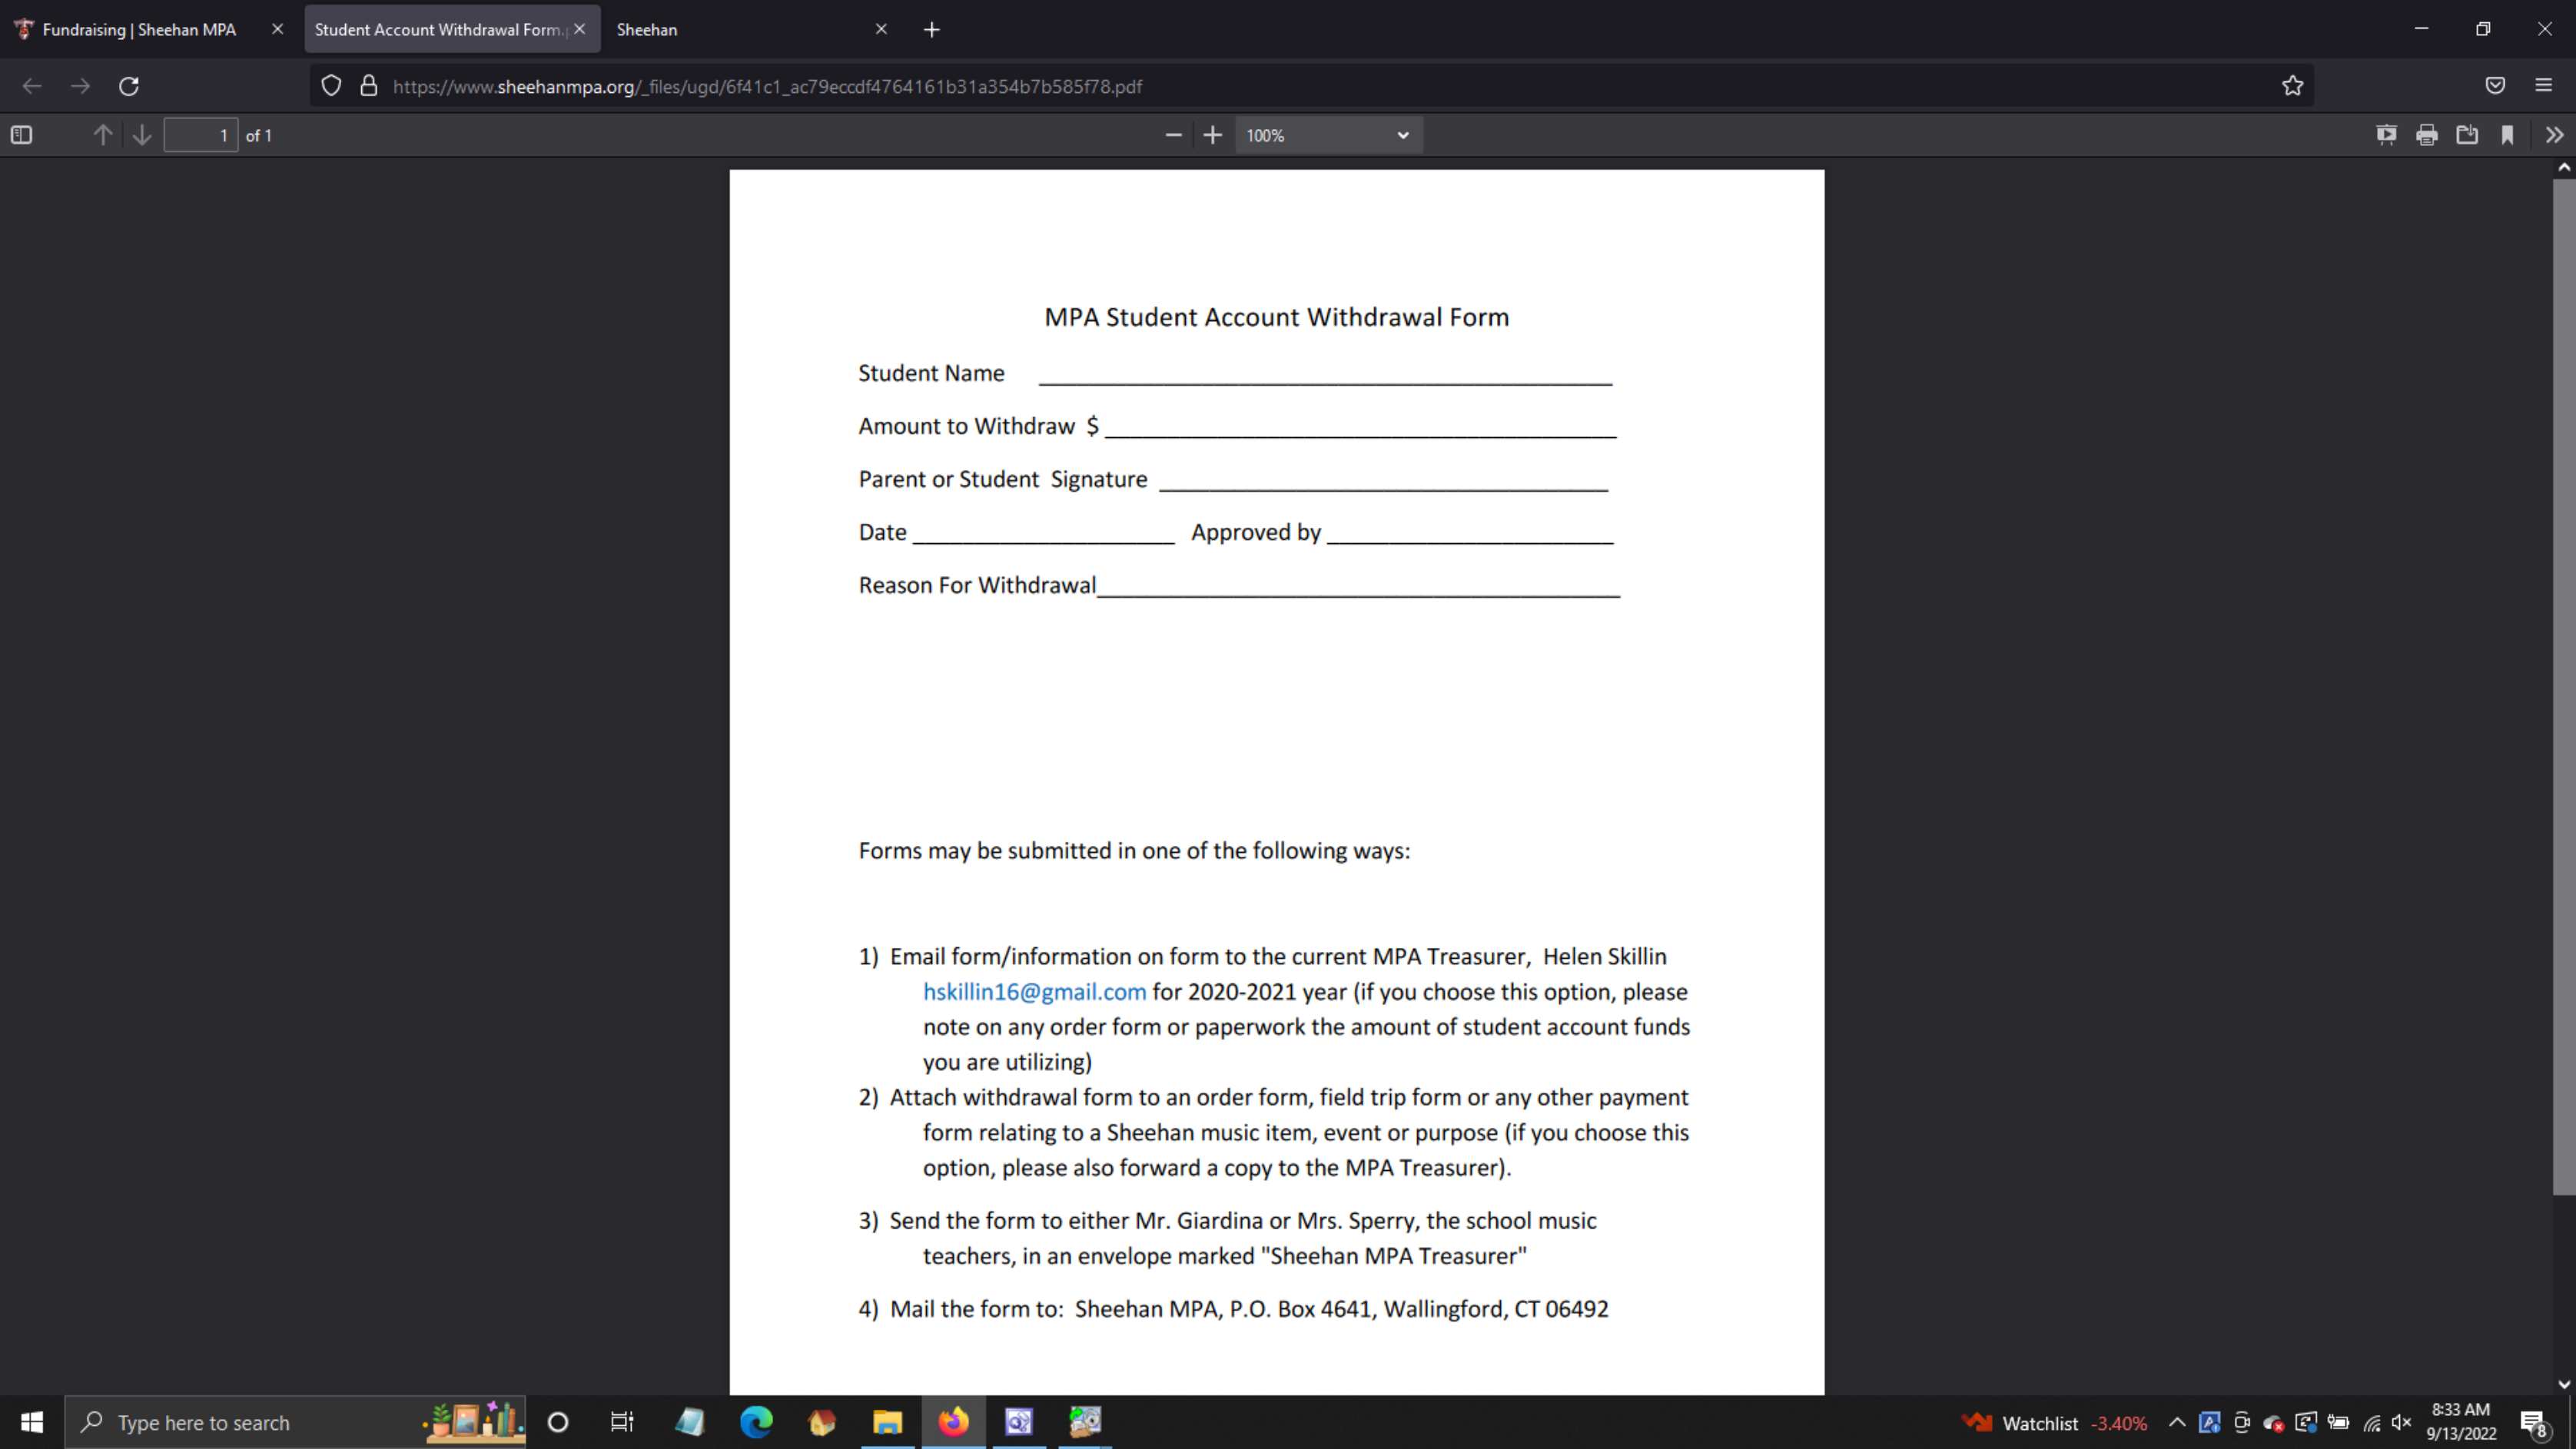 Fundraising | Sheehan MPA
Student Account Withdrawal Form.p
Sheehan
https://www.sheehanmpa.org/_files/ugd/6f41c1_ac79eccdf4764161b31a354b7b585f78.pdf
1 of 1
100%
MPA Student Account Withdrawal Form
Student Name ______________________________________________
Amount to Withdraw $ _________________________________________
Parent or Student Signature ____________________________________
Date _____________________ Approved by _______________________
Reason For Withdrawal__________________________________________
Forms may be submitted in one of the following ways:
1) Email form/information on form to the current MPA Treasurer, Helen Skillin
hskillin16@gmail.com for 2020-2021 year (if you choose this option, please
note on any order form or paperwork the amount of student account funds
you are utilizing)
2) Attach withdrawal form to an order form, field trip form or any other payment
form relating to a Sheehan music item, event or purpose (if you choose this
option, please also forward a copy to the MPA Treasurer).
3) Send the form to either Mr. Giardina or Mrs. Sperry, the school music
teachers, in an envelope marked "Sheehan MPA Treasurer"
4) Mail the form to: Sheehan MPA, P.O. Box 4641, Wallingford, CT 06492
Type here to search
Watchlist -3.40%
8:33 AM
9/13/2022
8